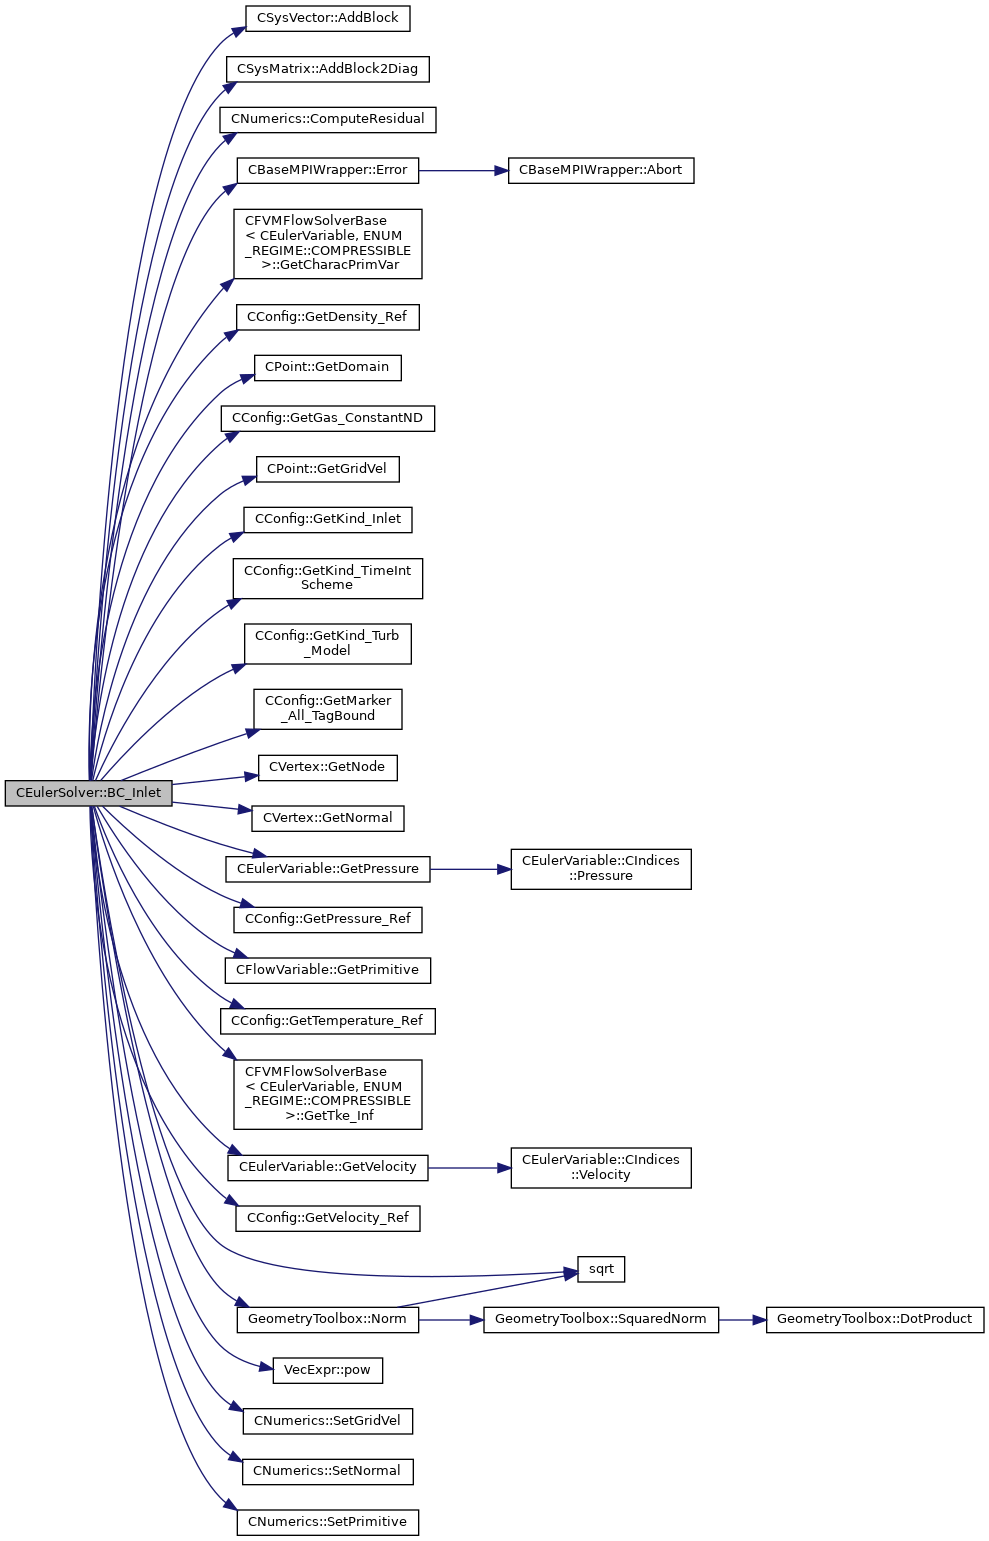 CSysVector::AddBlock
CSysMatrix::AddBlock2Diag
CNumerics::ComputeResidual
CBaseMPIWrapper::Error
CBaseMPIWrapper::Abort
CFVMFlowSolverBase
< CEulerVariable, ENUM
_REGIME::COMPRESSIBLE
>::GetCharacPrimVar
CConfig::GetDensity_Ref
CPoint::GetDomain
CConfig::GetGas_ConstantND
CPoint::GetGridVel
CConfig::GetKind_Inlet
CConfig::GetKind_TimeInt
Scheme
CConfig::GetKind_Turb
_Model
CConfig::GetMarker
_All_TagBound
CVertex::GetNode
CEulerSolver::BC_Inlet
CVertex::GetNormal
CEulerVariable::GetPressure
CEulerVariable::CIndices
::Pressure
CConfig::GetPressure_Ref
CFlowVariable::GetPrimitive
CConfig::GetTemperature_Ref
CFVMFlowSolverBase
< CEulerVariable, ENUM
_REGIME::COMPRESSIBLE
>::GetTke_Inf
CEulerVariable::GetVelocity
CEulerVariable::CIndices
::Velocity
CConfig::GetVelocity_Ref
sqrt
GeometryToolbox::Norm
GeometryToolbox::SquaredNorm
GeometryToolbox::DotProduct
VecExpr::pow
CNumerics::SetGridVel
CNumerics::SetNormal
CNumerics::SetPrimitive